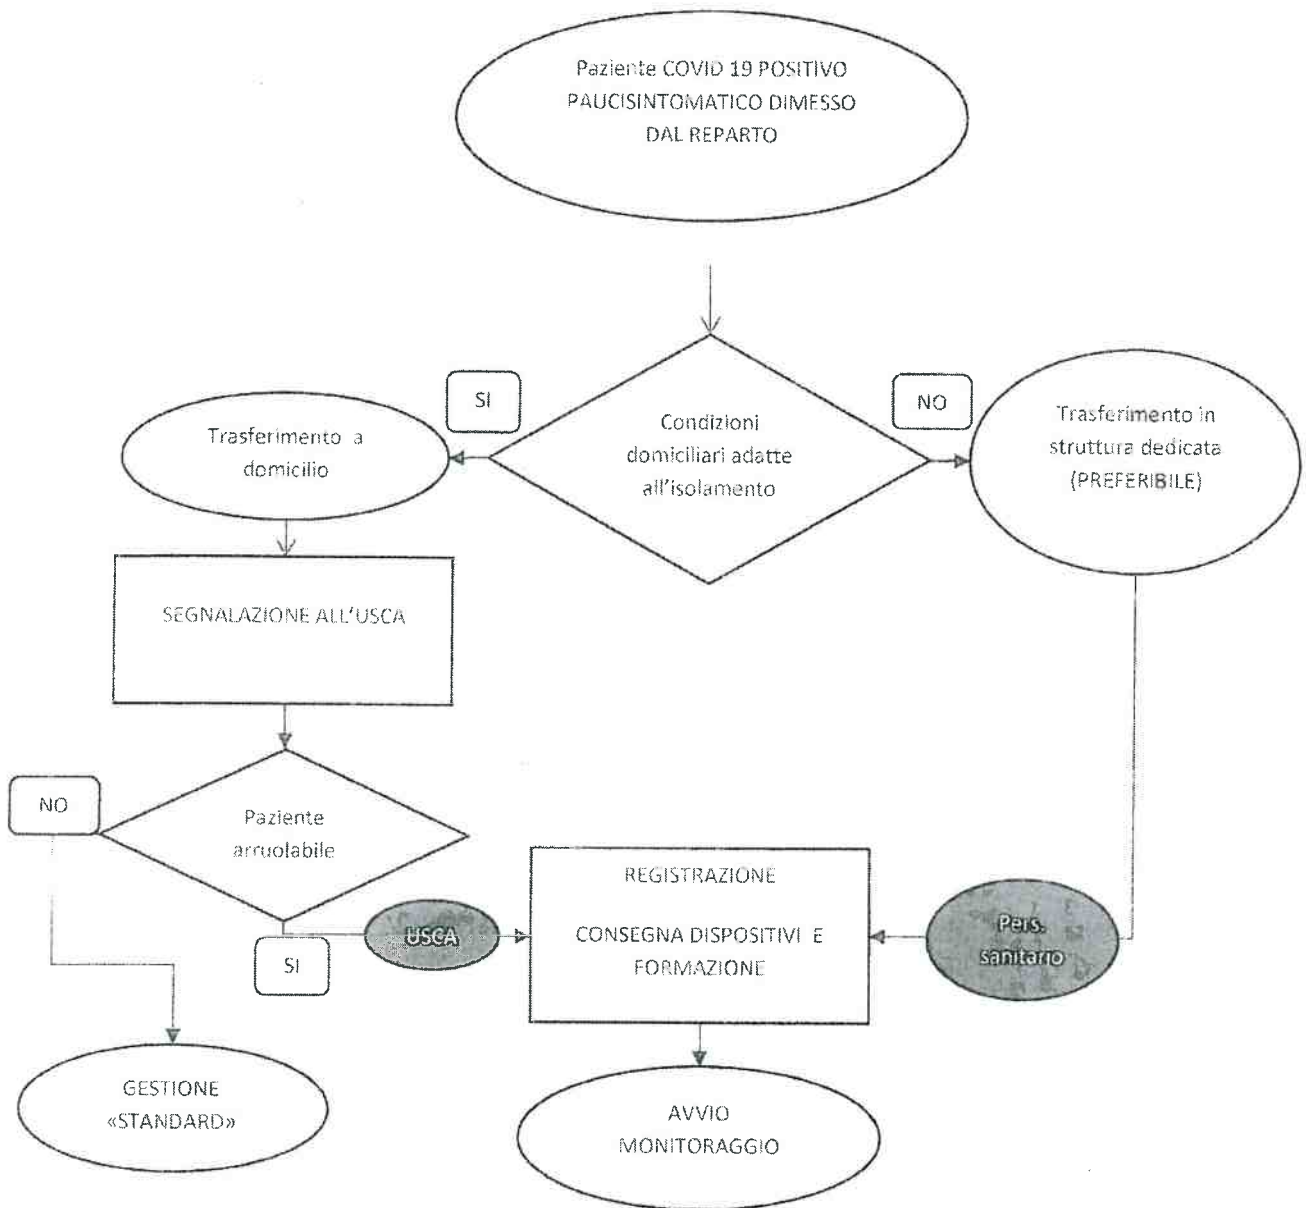 Paziente COVID 19 POSITIVO
PAUCISINTOMATICO DIMESSO
DAL REPARTO
SI
NO
Trasferimento a
domicilio
Condizioni
domiciliari adatte
all'isolamento
Trasferimento in
struttura dedicata
(PREFERIBILE)
SEGNALAZIONE ALL'USCA
NO
Paziente
arruolabile
SI
USCA
REGISTRAZIONE
CONSEGNA DISPOSITIVI E
FORMAZIONE
Pers.
sanitario
GESTIONE
«STANDARD»
AVVIO
MONITORAGGIO